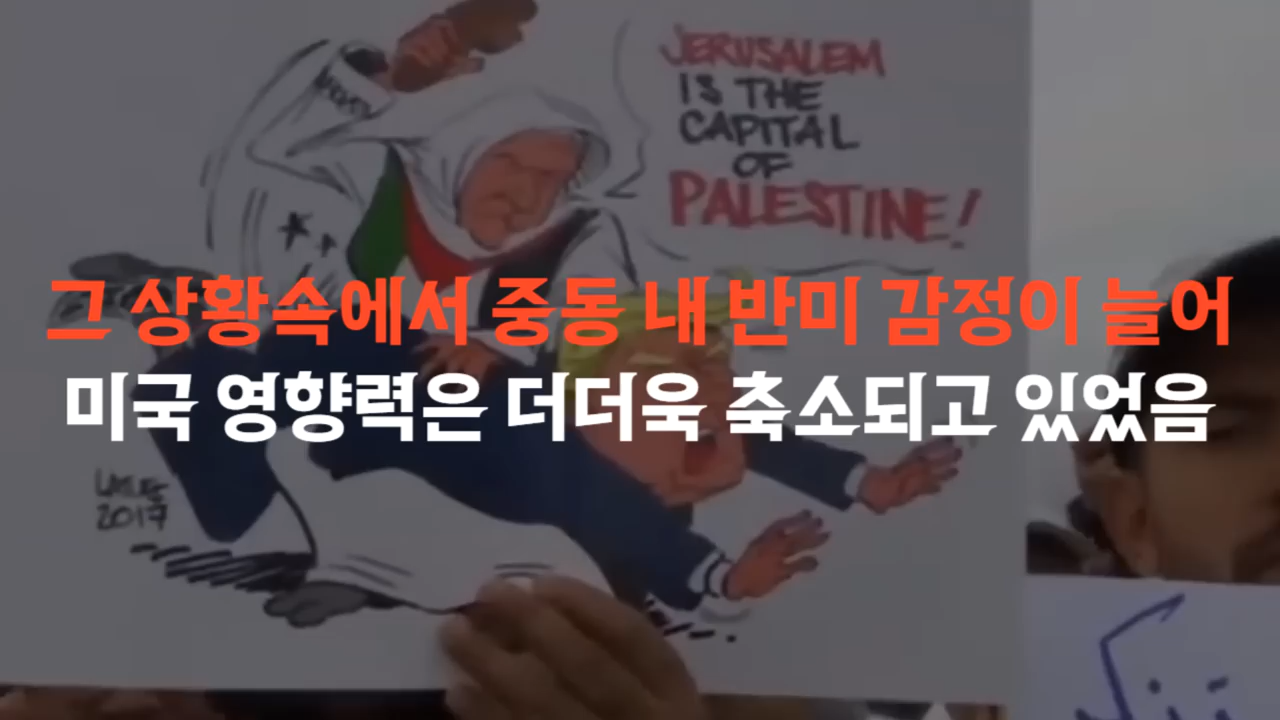 JERUSALEM
IS THE
CAPITAL
OF
PALESTINE!
그 상황속에서 중동 내 반미 감정이 늘어
미국 영향력은 더더욱 축소되고 있었음
LATUFF
2017